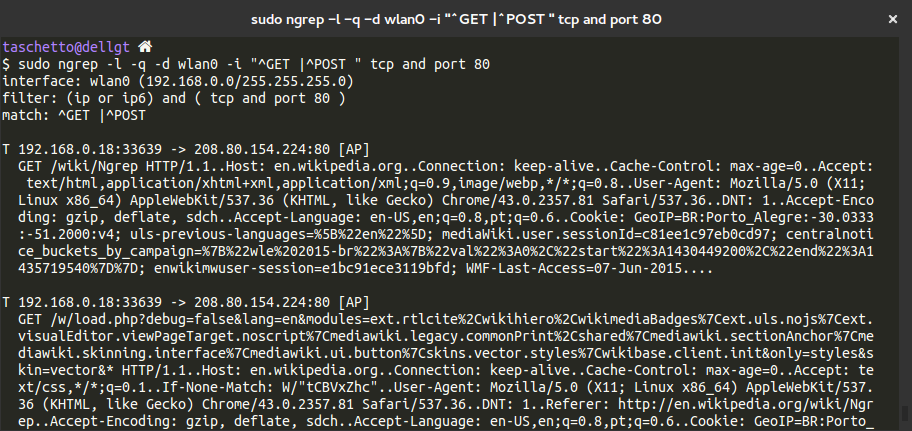 sudo ngrep -l -q -d wlan0 -i "^GET |^POST " tcp and port 80
taschetto@dellgt
$ sudo ngrep -l -q -d wlan0 -i "^GET |^POST " tcp and port 80
interface: wlan0 (192.168.0.0/255.255.255.0)
filter: (ip or ip6) and ( tcp and port 80 )
match: ^GET |^POST
T 192.168.0.18:33639 -> 208.80.154.224:80 [AP]
GET /wiki/Ngrep HTTP/1.1..Host: en.wikipedia.org..Connection: keep-alive..Cache-Control: max-age=0..Accept:
text/html,application/xhtml+xml,application/xml;q=0.9,image/webp,*/*;q=0.8..User-Agent: Mozilla/5.0 (X11;
Linux x86_64) AppleWebKit/537.36 (KHTML, like Gecko) Chrome/43.0.2357.81 Safari/537.36..DNT: 1..Accept-Enco
ding: gzip, deflate, sdch..Accept-Language: en-US,en;q=0.8,pt;q=0.6..Cookie: GeoIP=BR:Porto_Alegre:-30.0333
:-51.2000:v4; uls-previous-languages=%5B%22en%22%5D; mediaWiki.user.sessionId=c81ee1c97eb0cd97; centralnoti
ce_buckets_by_campaign=%7B%22wle%202015-br%22%3A%7B%22val%22%3A0%2C%22start%22%3A1430449200%2C%22end%22%3A1
435719540%7D%7D; enwikimwuser-session=e1bc91ece3119bfd; WMF-Last-Access=07-Jun-2015....
T 192.168.0.18:33639 -> 208.80.154.224:80 [AP]
GET /w/load.php?debug=false&lang=en&modules=ext.rtlcite%2Cwikihiero%2CwikimediaBadges%7Cext.uls.nojs%7Cext.
visualEditor.viewPageTarget.noscript%7Cmediawiki.legacy.commonPrint%2Cshared%7Cmediawiki.sectionAnchor%7Cme
diawiki.skinning.interface%7Cmediawiki.ui.button%7Cskins.vector.styles%7Cwikibase.client.init&only=styles&s
kin=vector&* HTTP/1.1..Host: en.wikipedia.org..Connection: keep-alive..Cache-Control: max-age=0..Accept: te
xt/css,*/*;q=0.1..If-None-Match: W/"tCBVxZhc"..User-Agent: Mozilla/5.0 (X11; Linux x86_64) AppleWebKit/537.
36 (KHTML, like Gecko) Chrome/43.0.2357.81 Safari/537.36..DNT: 1..Referer: http://en.wikipedia.org/wiki/Ngr
ep..Accept-Encoding: gzip, deflate, sdch..Accept-Language: en-US,en;q=0.8,pt;q=0.6..Cookie: GeoIP=BR:Porto_